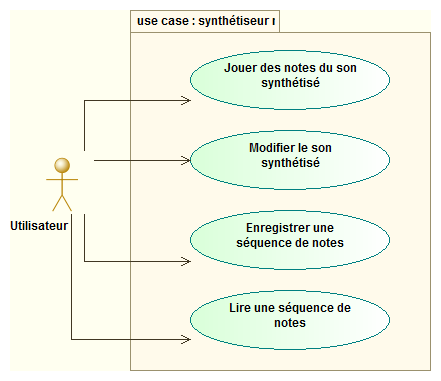 use case : synthétiseur
Jouer des notes du son
synthétisé
Modifier le son
synthétisé
Utilisateur
Enregistrer une
séquence de notes
Lire une séquence de
notes